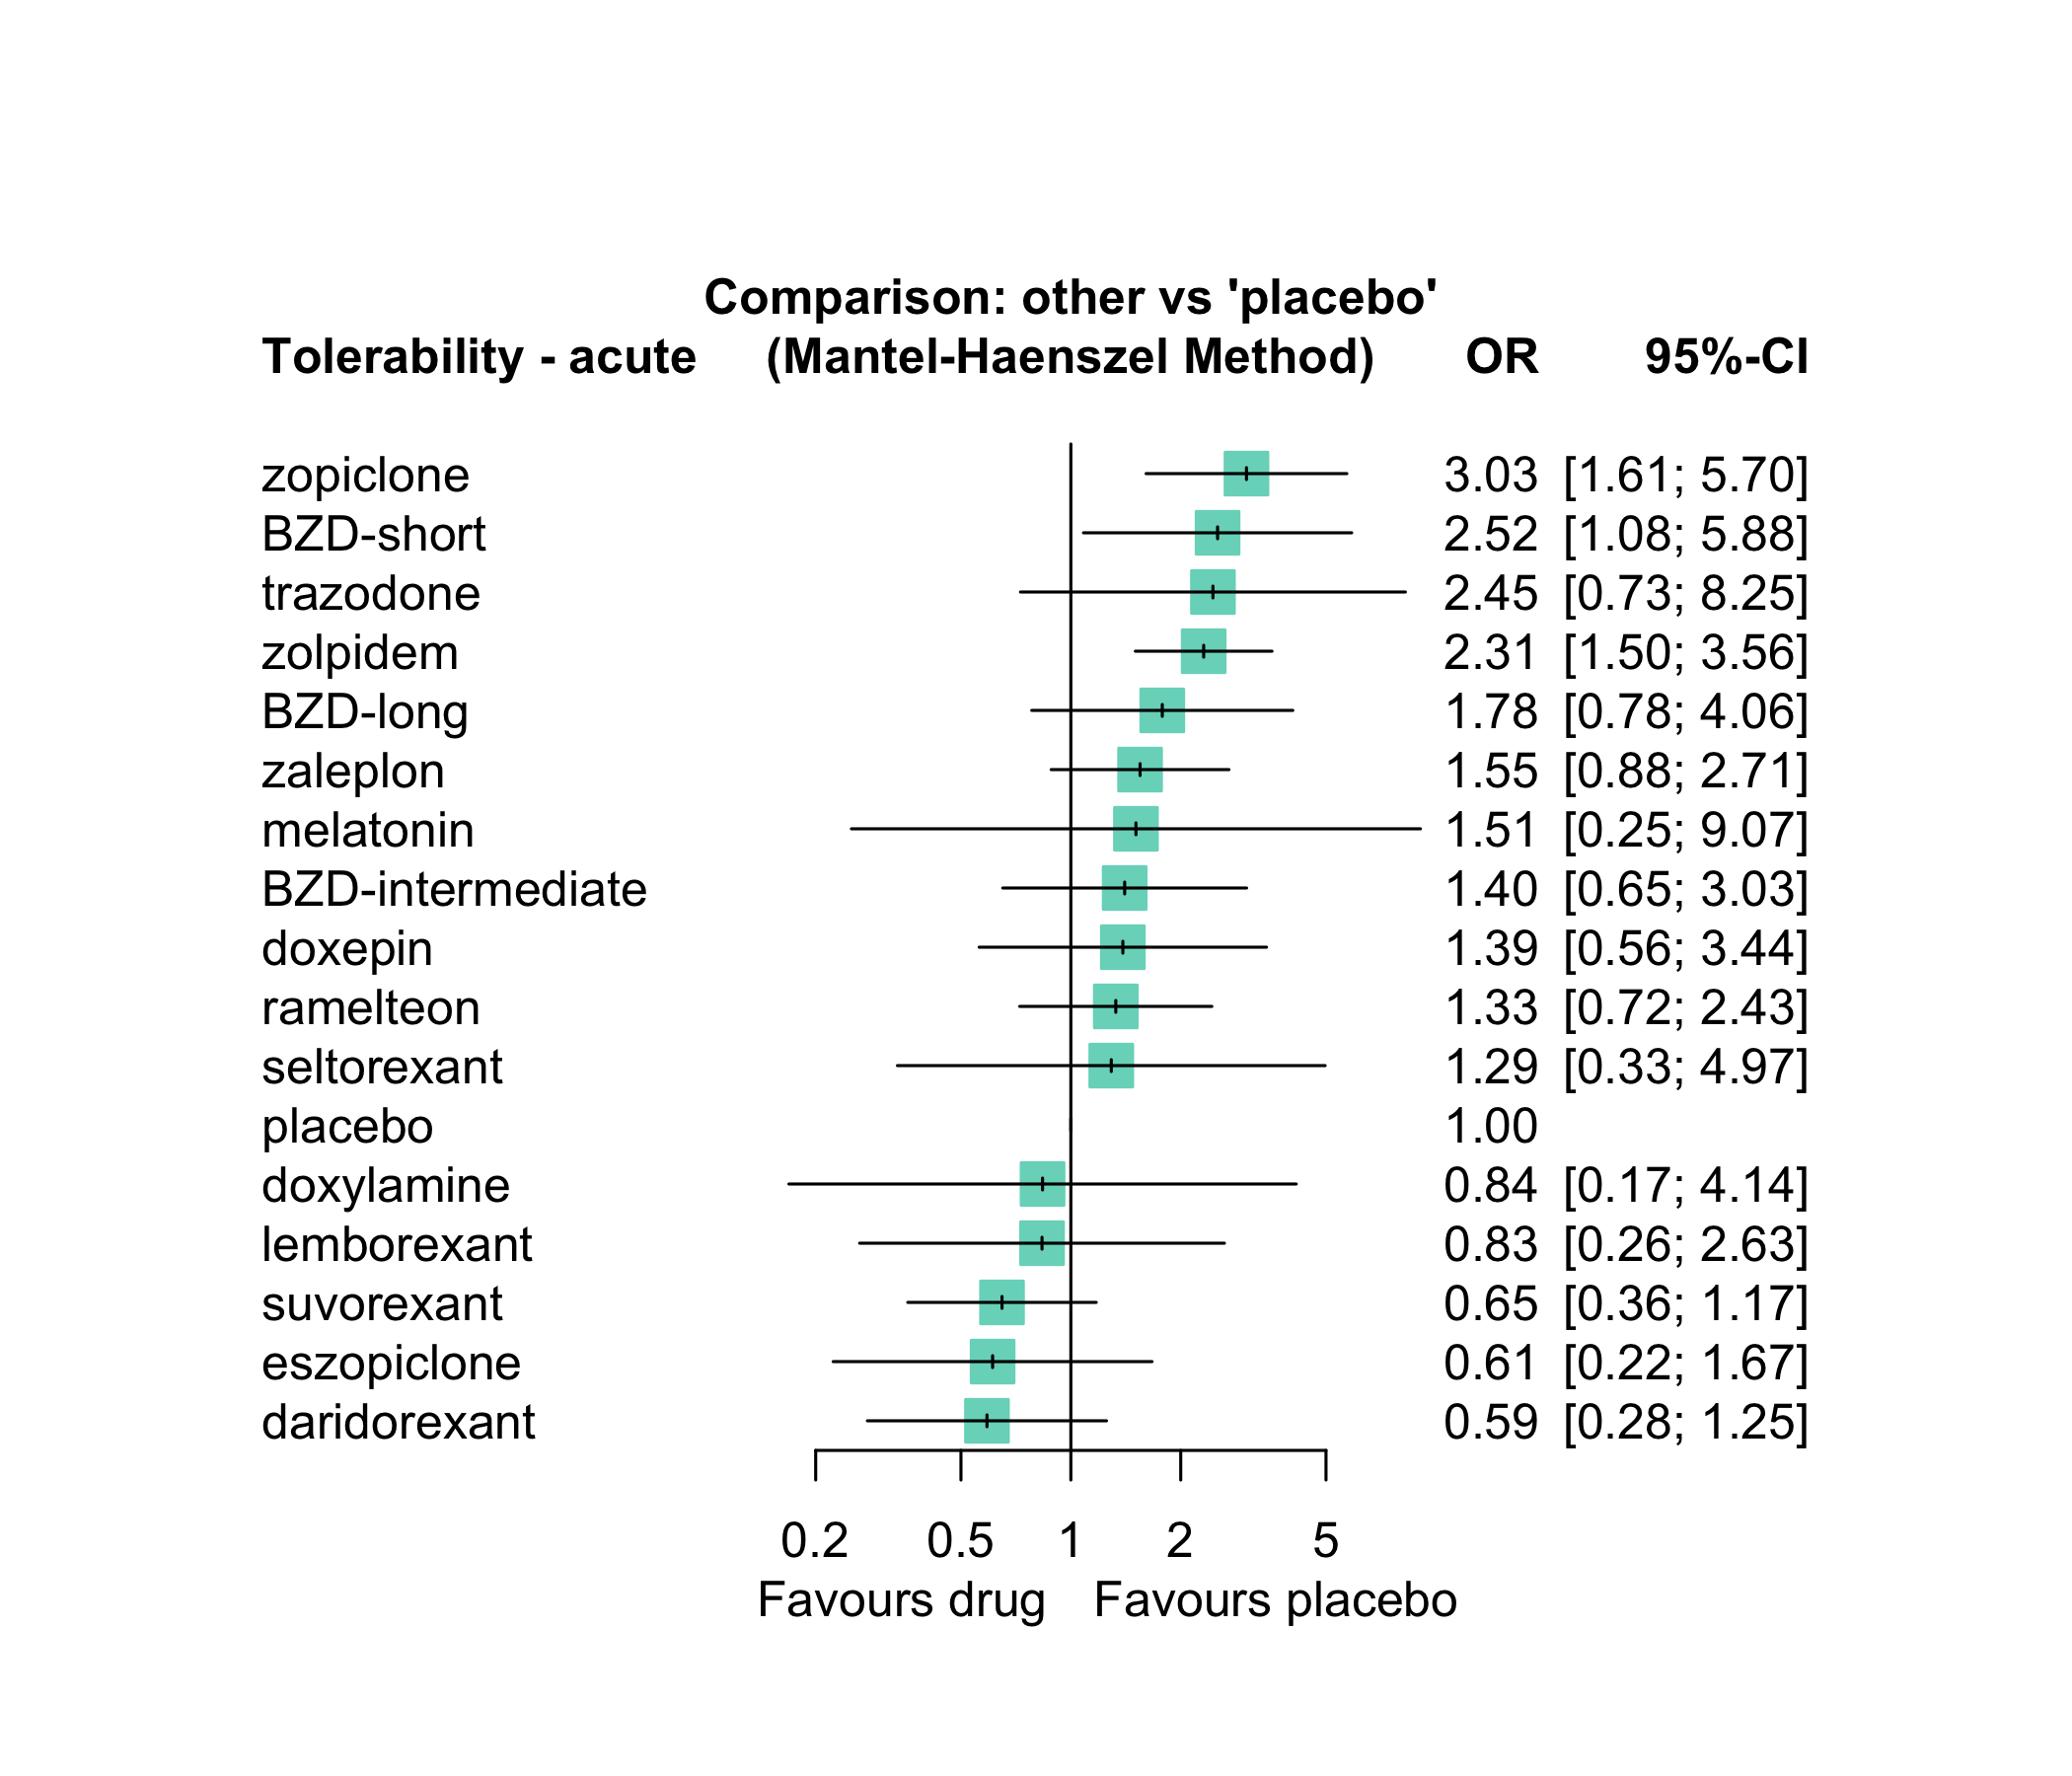 Comparison: other vs 'placebo'
Tolerability - acute (Mantel-Haenszel Method) OR 95%-CI
zopiclone 3.03 [1.61; 5.70]
BZD-short 2.52 [1.08; 5.88]
trazodone 2.45 [0.73; 8.25]
zolpidem 2.31 [1.50; 3.56]
BZD-long 1.78 [0.78; 4.06]
zaleplon 1.55 [0.88; 2.71]
melatonin 1.51 [0.25; 9.07]
BZD-intermediate 1.40 [0.65; 3.03]
doxepin 1.39 [0.56; 3.44]
ramelteon 1.33 [0.72; 2.43]
seltorexant 1.29 [0.33; 4.97]
placebo 1.00
doxylamine 0.84 [0.17; 4.14]
lemborexant 0.83 [0.26; 2.63]
suvorexant 0.65 [0.36; 1.17]
eszopiclone 0.61 [0.22; 1.67]
daridorexant 0.59 [0.28; 1.25]
0.2 0.5 1 2 5
Favours drug Favours placebo